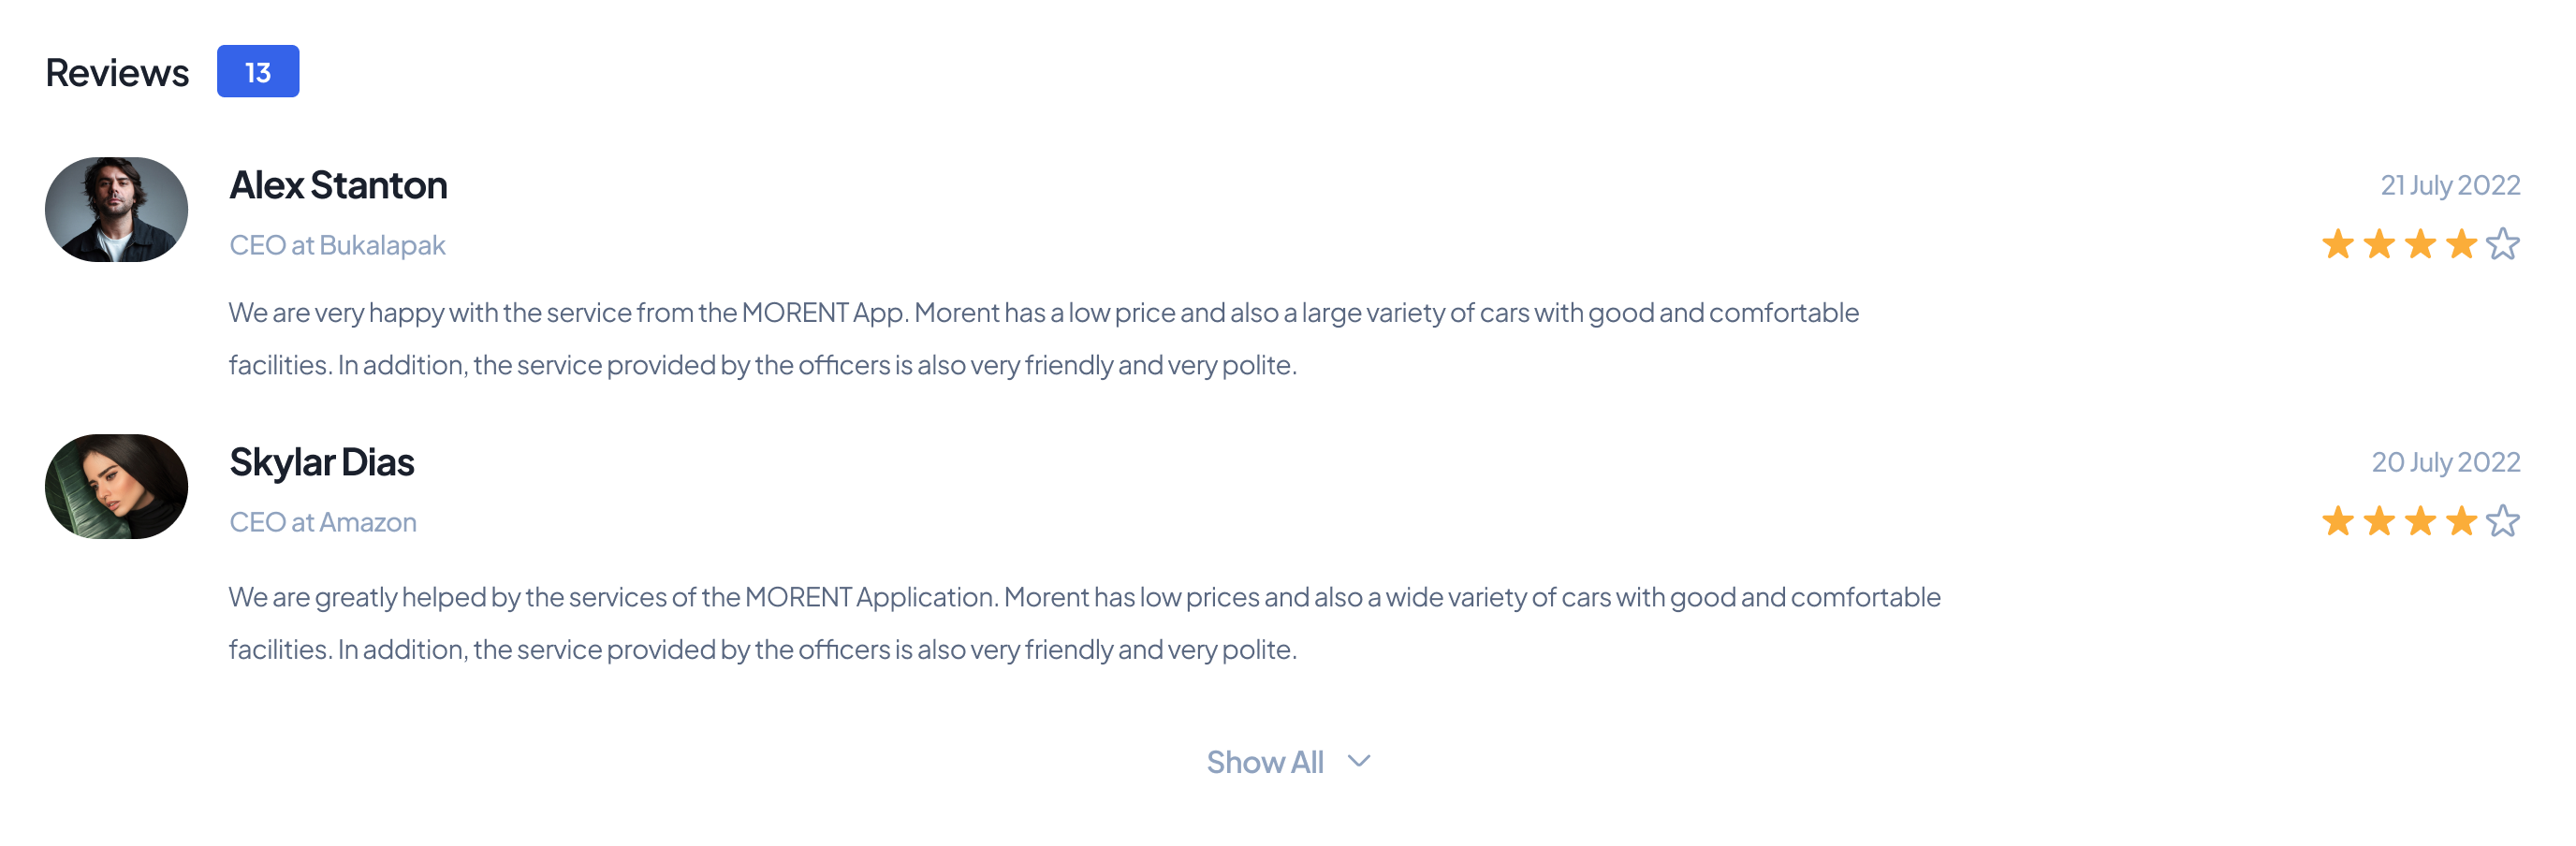 Reviews 13
Alex Stanton
21 July 2022
CEO at Bukalapak
We are very happy with the service from the MORENT App. Morent has a low price and also a large variety of cars with good and comfortable
facilities. In addition, the service provided by the officers is also very friendly and very polite.
Skylar Dias
20 July 2022
CEO at Amazon
We are greatly helped by the services of the MORENT Application. Morent has low prices and also a wide variety of cars with good and comfortable
facilities. In addition, the service provided by the officers is also very friendly and very polite.
Show All